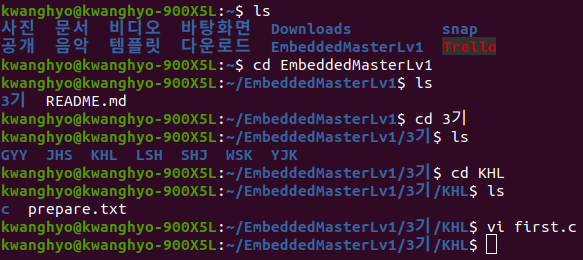 kwanghyo@kwanghyo-900X5L:~$ ls
사진  문서  비디오  바탕화면  Downloads  snap
공개  음악  템플릿  다운로드  EmbeddedMasterLv1  Trello
kwanghyo@kwanghyo-900X5L:~$ cd EmbeddedMasterLv1
kwanghyo@kwanghyo-900X5L:~/EmbeddedMasterLv1$ ls
3기  README.md
kwanghyo@kwanghyo-900X5L:~/EmbeddedMasterLv1$ cd 3기
kwanghyo@kwanghyo-900X5L:~/EmbeddedMasterLv1/3기$ ls
GYY  JHS  KHL  LSH  SHJ  WSK  YJK
kwanghyo@kwanghyo-900X5L:~/EmbeddedMasterLv1/3기$ cd KHL
kwanghyo@kwanghyo-900X5L:~/EmbeddedMasterLv1/3기/KHL$ ls
c  prepare.txt
kwanghyo@kwanghyo-900X5L:~/EmbeddedMasterLv1/3기/KHL$ vi first.c
kwanghyo@kwanghyo-900X5L:~/EmbeddedMasterLv1/3기/KHL$